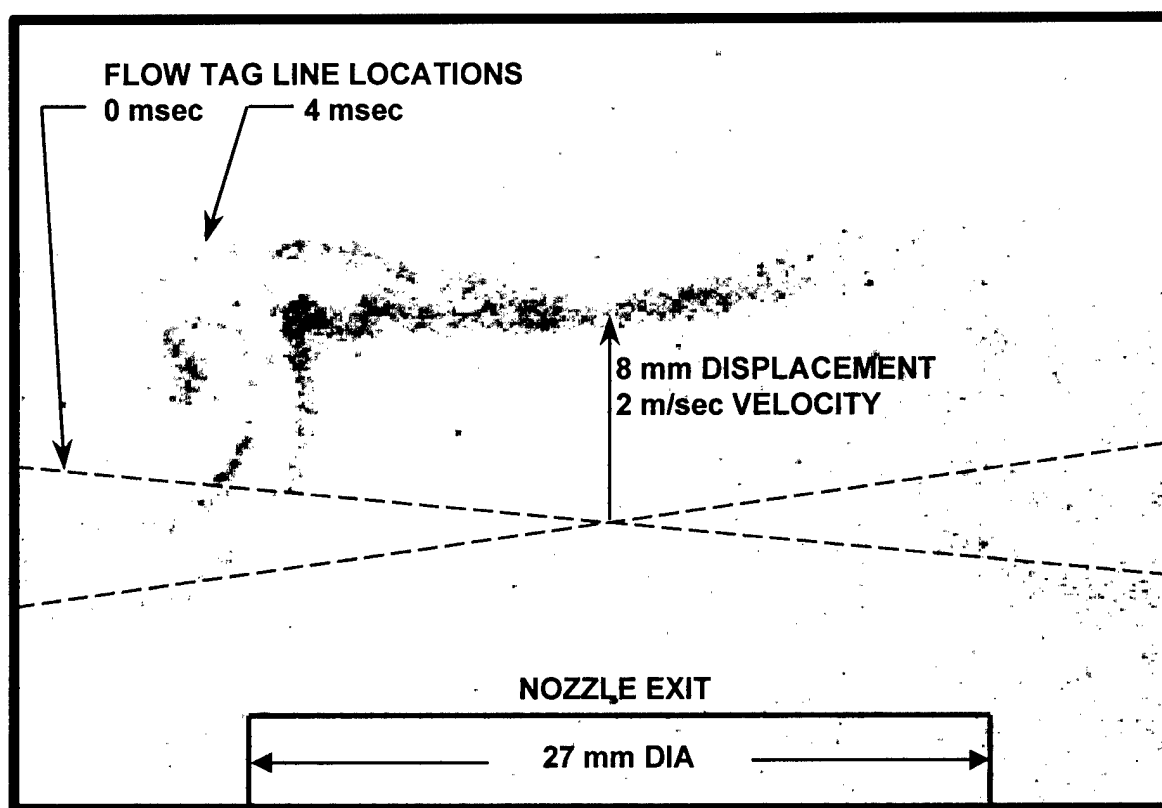 FLOW TAG LINE LOCATIONS
0 msec 4 msec
8 mm DISPLACEMENT
2 m/sec VELOCITY
NOZZLE EXIT
27 mm DIA